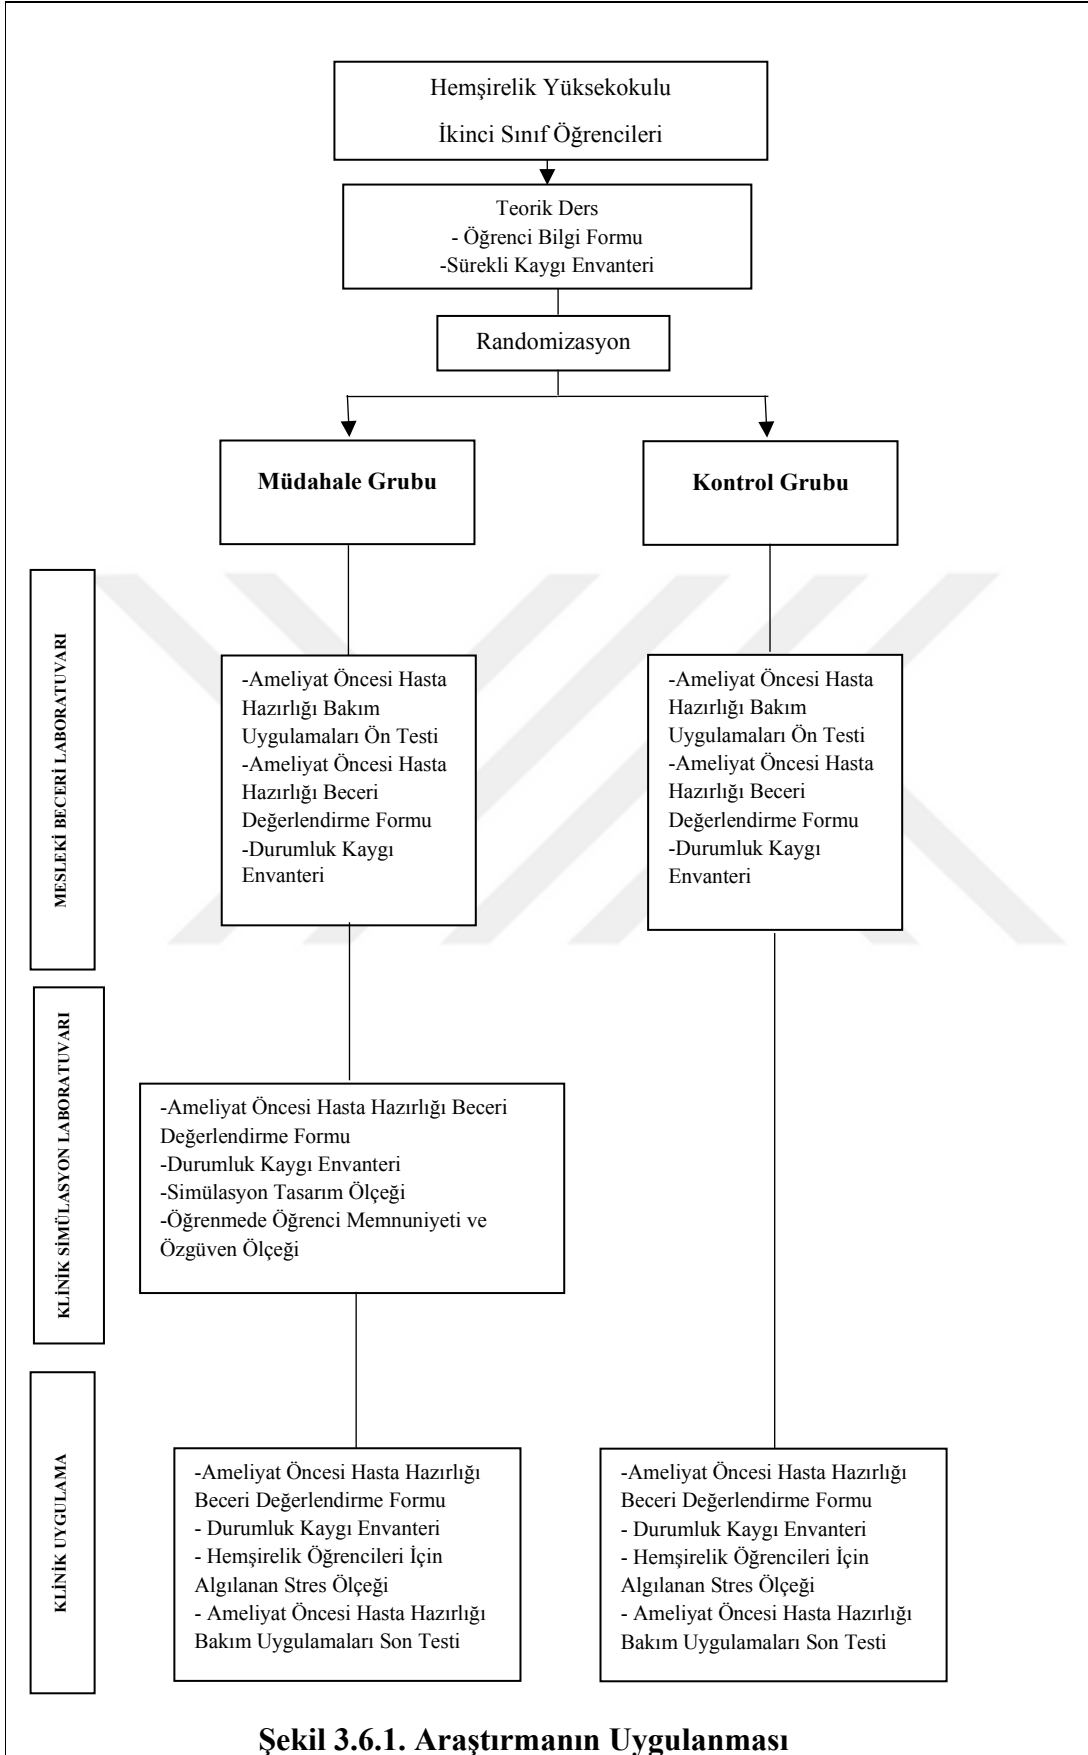 Hemşirelik Yüksekokulu
İkinci Sınıf Öğrencileri
Teorik Ders
- Öğrenci Bilgi Formu
-Sürekli Kaygı Envanteri
Randomizasyon
Müdahale Grubu
Kontrol Grubu
MESLEKİ BECERİ LABORATUVARI
-Ameliyat Öncesi Hasta
Hazırlığı Bakım
Uygulamaları Ön Testi
-Ameliyat Öncesi Hasta
Hazırlığı Beceri
Değerlendirme Formu
-Durumluk Kaygı
Envanteri
-Ameliyat Öncesi Hasta
Hazırlığı Bakım
Uygulamaları Ön Testi
-Ameliyat Öncesi Hasta
Hazırlığı Beceri
Değerlendirme Formu
-Durumluk Kaygı
Envanteri
KLİNİK SİMÜLASYON LABORATUVARI
-Ameliyat Öncesi Hasta Hazırlığı Beceri
Değerlendirme Formu
-Durumluk Kaygı Envanteri
-Simülasyon Tasarım Ölçeği
-Öğrenmede Öğrenci Memnuniyeti ve
Özgüven Ölçeği
KLİNİK UYGULAMA
-Ameliyat Öncesi Hasta Hazırlığı
Beceri Değerlendirme Formu
- Durumluk Kaygı Envanteri
- Hemşirelik Öğrencileri İçin
Algılanan Stres Ölçeği
- Ameliyat Öncesi Hasta Hazırlığı
Bakım Uygulamaları Son Testi
-Ameliyat Öncesi Hasta Hazırlığı
Beceri Değerlendirme Formu
- Durumluk Kaygı Envanteri
- Hemşirelik Öğrencileri İçin
Algılanan Stres Ölçeği
- Ameliyat Öncesi Hasta Hazırlığı
Bakım Uygulamaları Son Testi
Şekil 3.6.1. Araştırmanın Uygulanması